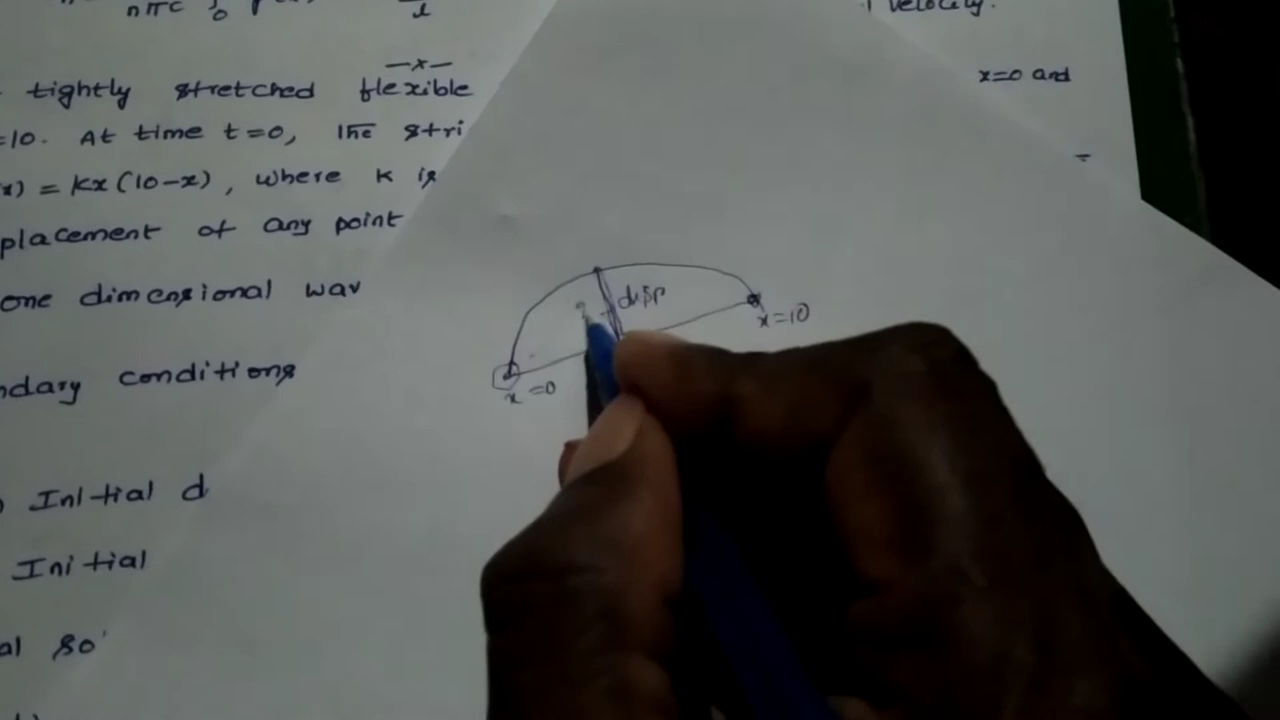 nπc
velocity.
—x—
tightly stretched flexible
x=0 and
=10. At time t=0, the stri
x) = kx(10-x), where k is
placement of any point
one dimensional wav
disp
x=10
ndary conditions
x=0
Initial d
Initial
al so